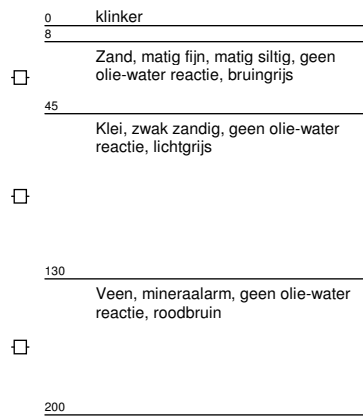 0 klinker
8
Zand, matig fijn, matig siltig, geen
olie-water reactie, bruingrijs
45
Klei, zwak zandig, geen olie-water
reactie, lichtgrijs
130
Veen, mineraalarm, geen olie-water
reactie, roodbruin
200